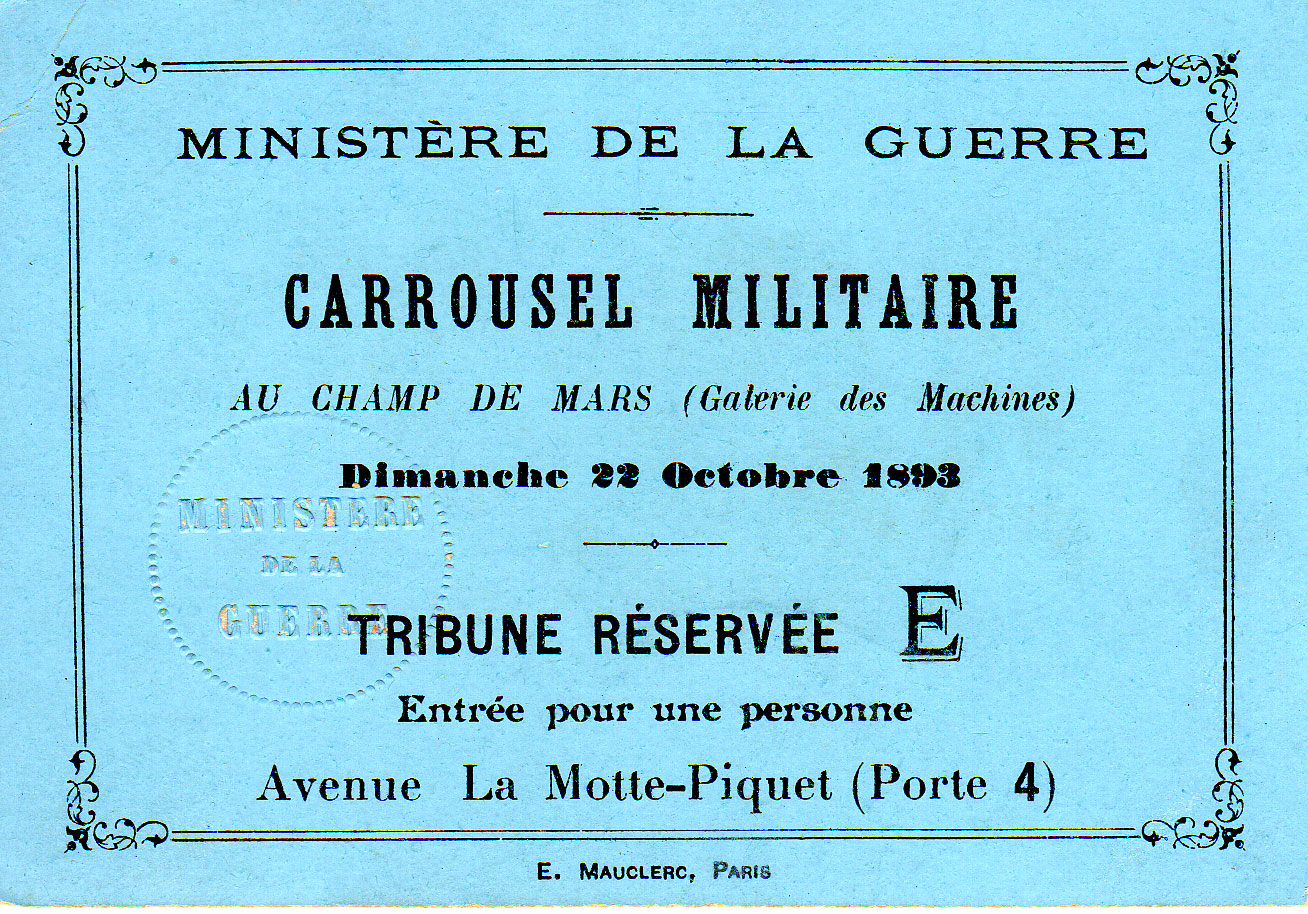 MINISTÈRE DE LA GUERRE
CARROUSEL MILITAIRE
AU CHAMP DE MARS (Galerie des Machines)
Dimanche 22 Octobre 1893
MINISTÈRE
DE LA
GUERRE
TRIBUNE RÉSERVÉE E
Entrée pour une personne
Avenue La Motte-Piquet (Porte 4)
E. MAUCLERC, PARIS